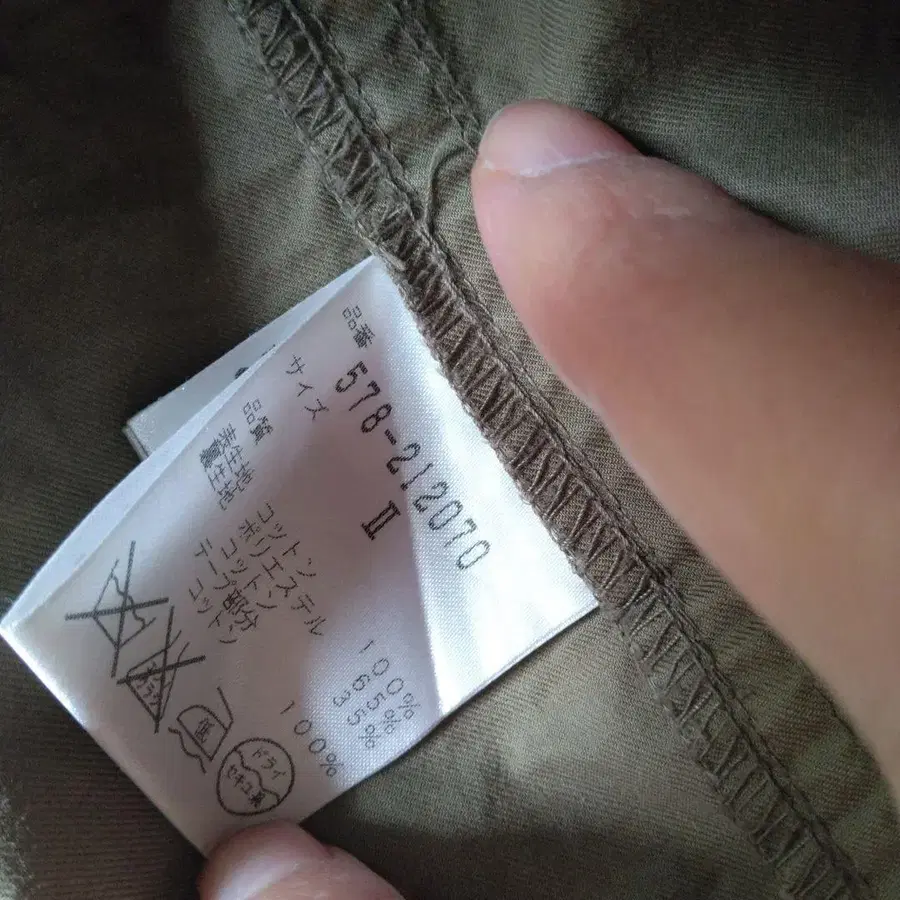 品番 578-212070
サイズ Ⅱ
品質
表生地 コットン 100%
裏生地 ポリエステル 65%
コットン 35%
テープ部分
コットン 100%
低
ドライ
セキユ系